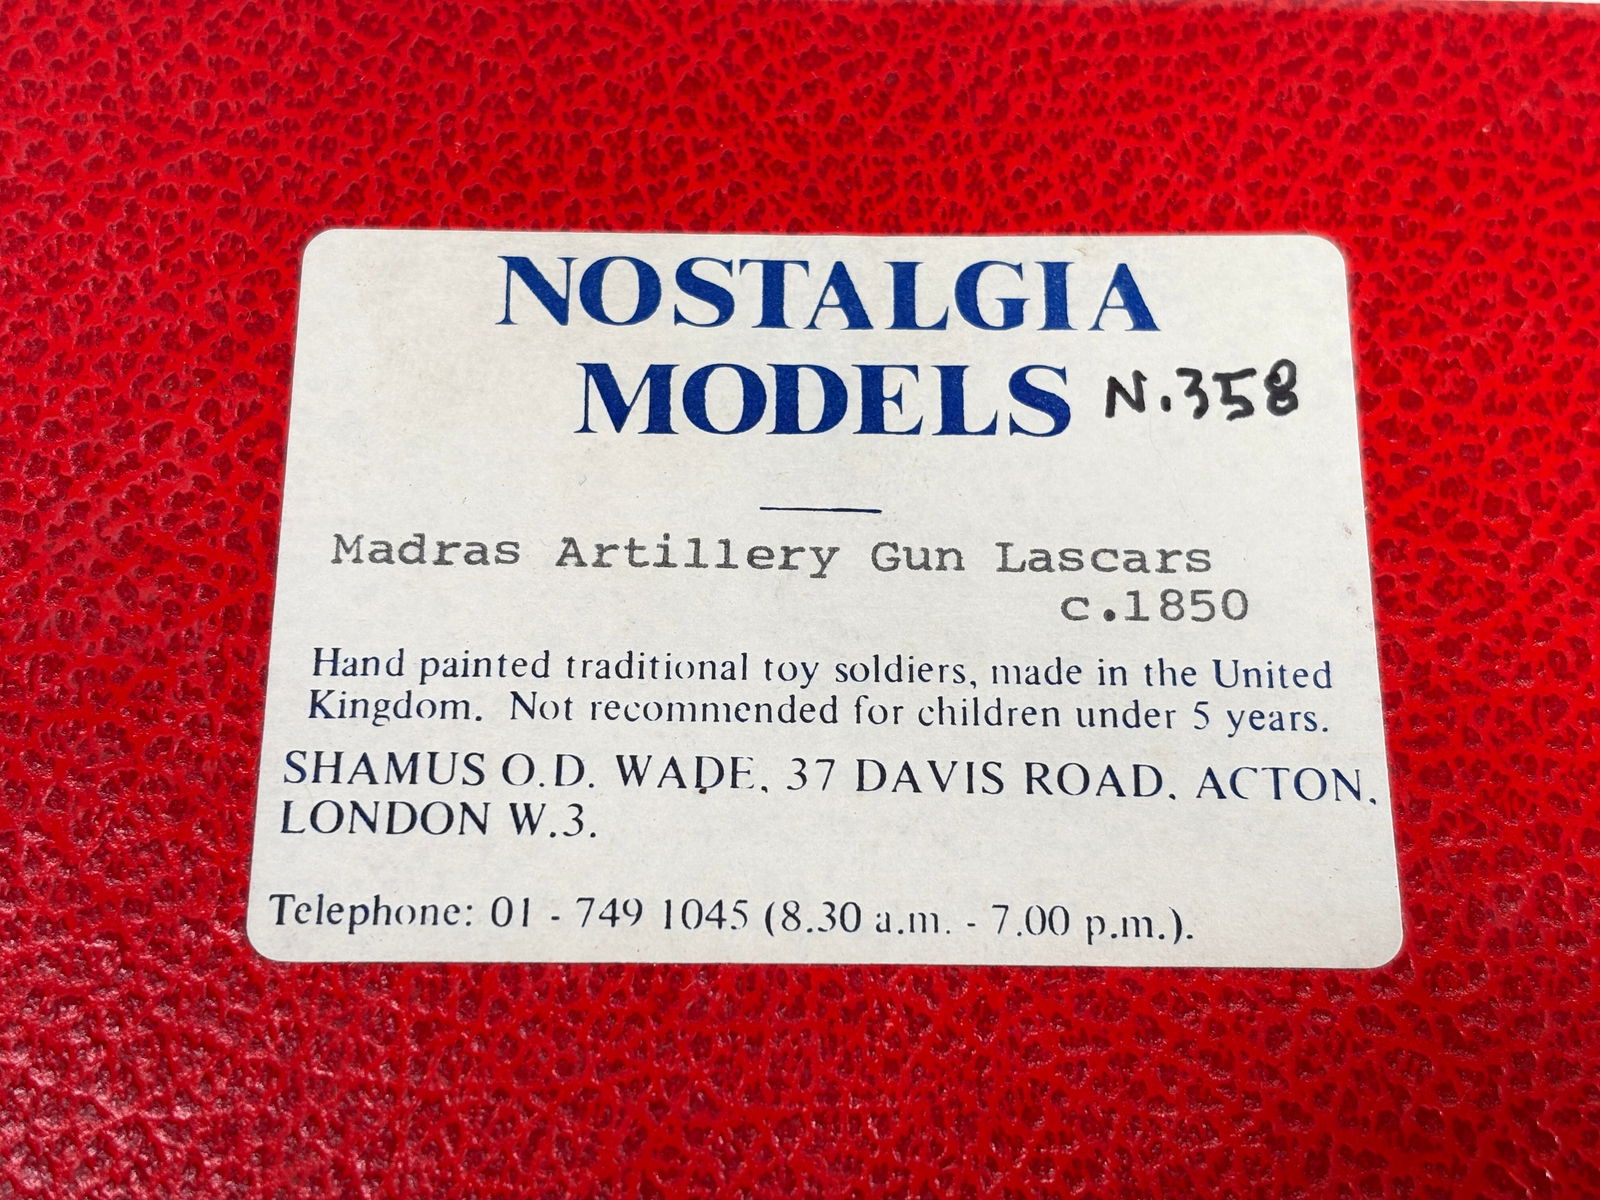 NOSTALGIA
MODELS N.358
Madras Artillery Gun Lascars
c.1850
Hand painted traditional toy soldiers, made in the United
Kingdom. Not recommended for children under 5 years.
SHAMUS O.D. WADE, 37 DAVIS ROAD, ACTON,
LONDON W.3.
Telephone: 01 - 749 1045 (8.30 a.m. - 7.00 p.m.).